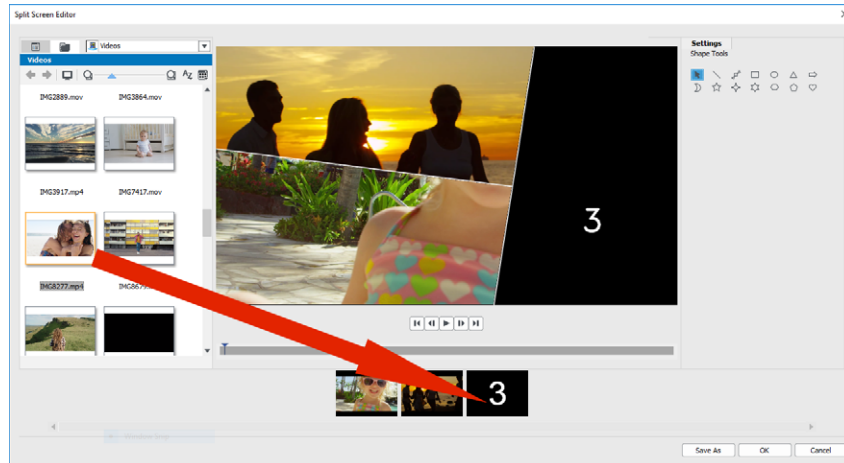 Split Screen Editor
Videos
Settings
Shape Tools
Videos
IMG2889.mov IMG3864.mov
IMG3917.mp4 IMG7417.mov
IMG8277.mp4
3
3
Save As OK Cancel